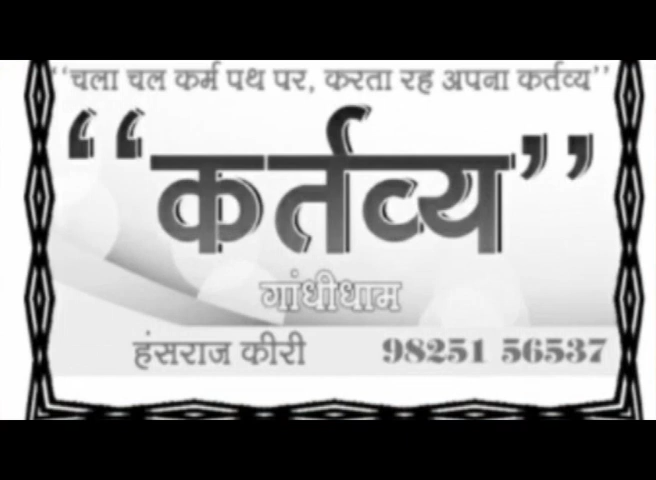 ‘‘चला चल कर्म पथ पर, करता रह अपना कर्तव्य’’
‘‘कर्तव्य’’
गांधीधाम
हंसराज कीरी 98251 56537